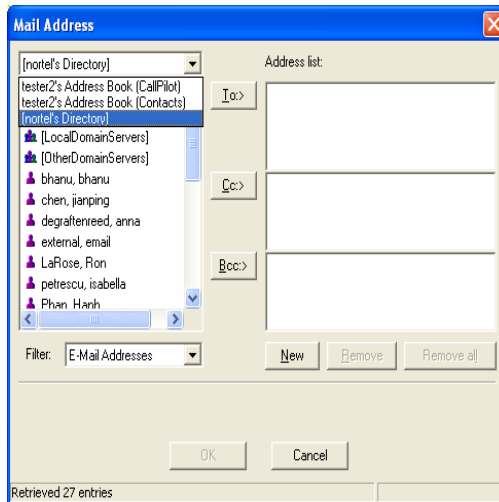 Mail Address
[nortel's Directory]
Address list:
tester2's Address Book (CallPilot)
tester2's Address Book (Contacts)
[nortel's Directory]
To:>
[LocalDomainServers]
[OtherDomainServers]
bhanu, bhanu
chen, jianping
Cc:>
degraftenreed, anna
external, email
LaRose, Ron
Bcc:>
petrescu, isabella
Phan, Hanh
Filter:
E-Mail Addresses
New
Remove
Remove all
OK
Cancel
Retrieved 27 entries